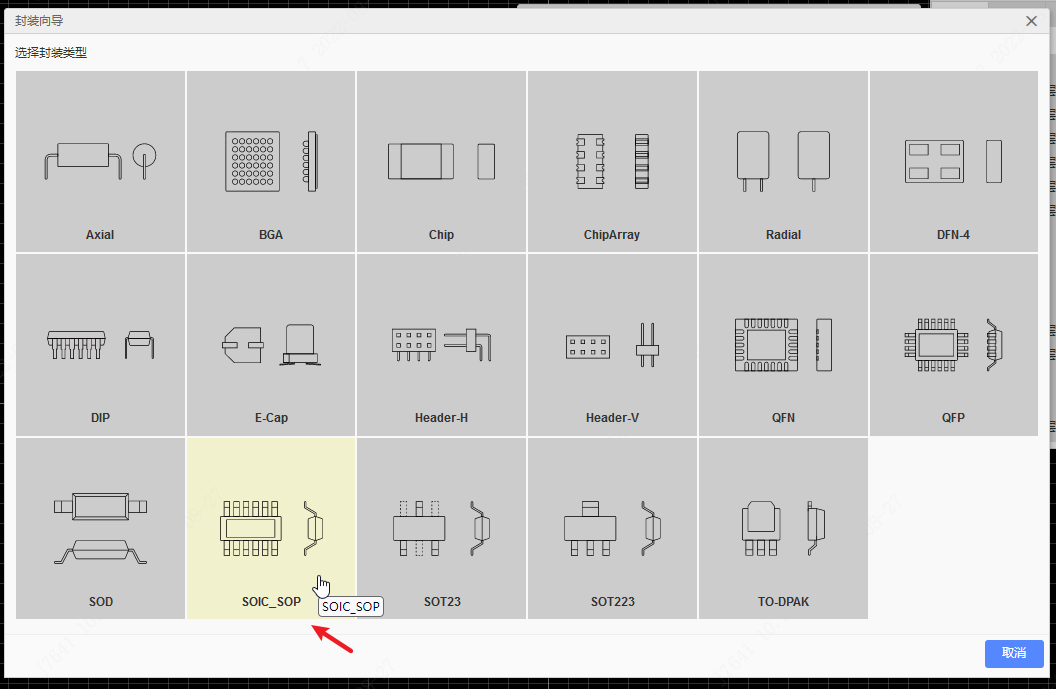 封装向导
选择封装类型
Axial
BGA
Chip
ChipArray
Radial
DFN-4
DIP
E-Cap
Header-H
Header-V
QFN
QFP
SOD
SOIC_SOP
SOIC_SOP
SOT23
SOT223
TO-DPAK
取消